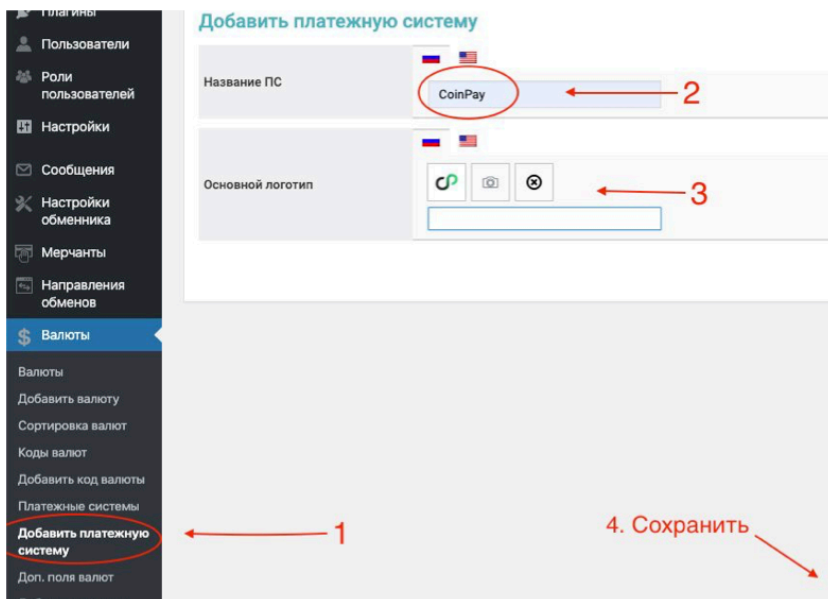 Плагины
Пользователи
Роли
пользователей
Настройки
Сообщения
Настройки
обменника
Мерчанты
Направления
обменов
Валюты
Валюты
Добавить валюту
Сортировка валют
Коды валют
Добавить код валюты
Платежные системы
Добавить платежную
систему
Доп. поля валют
Добавить платежную систему
Название ПС
CoinPay
2
Основной логотип
3
1
4. Сохранить